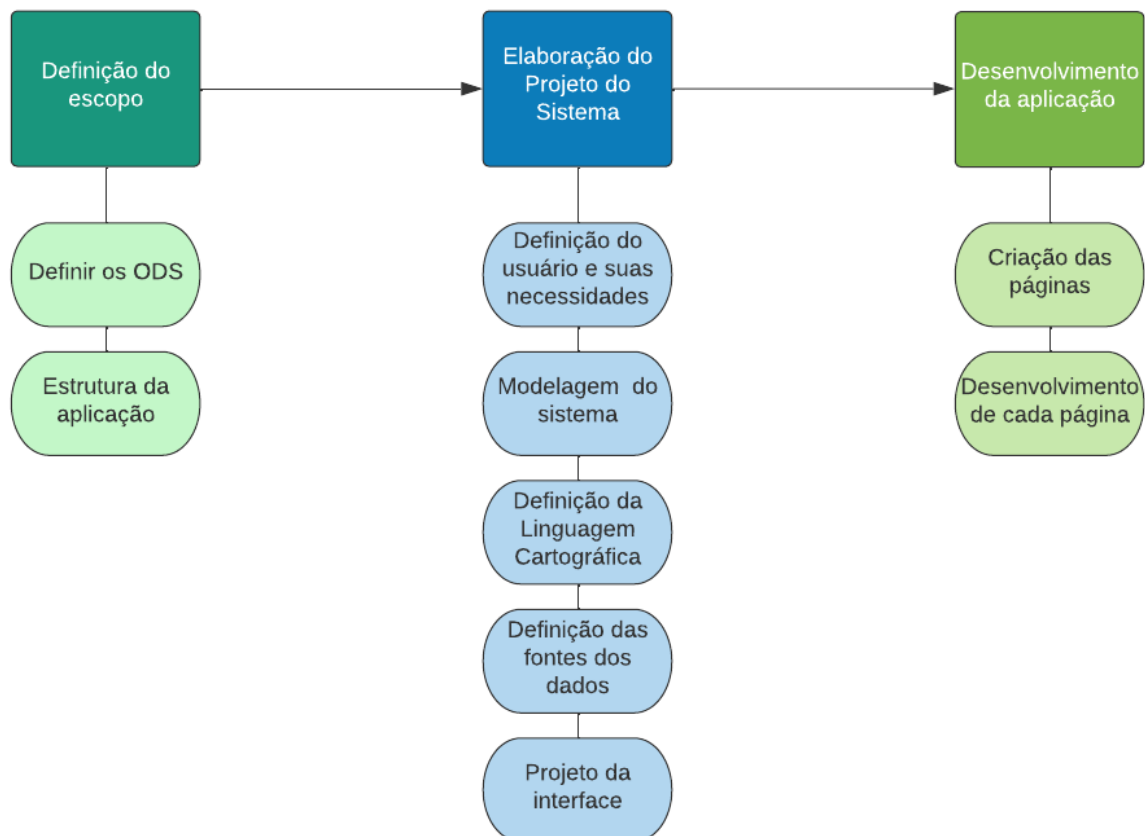 Definição do
escopo
Elaboração do
Projeto do
Sistema
Desenvolvimento
da aplicação
Definir os ODS
Estrutura da
aplicação
Definição do
usuário e suas
necessidades
Modelagem do
sistema
Definição da
Linguagem
Cartográfica
Definição das
fontes dos
dados
Projeto da
interface
Criação das
páginas
Desenvolvimento
de cada página